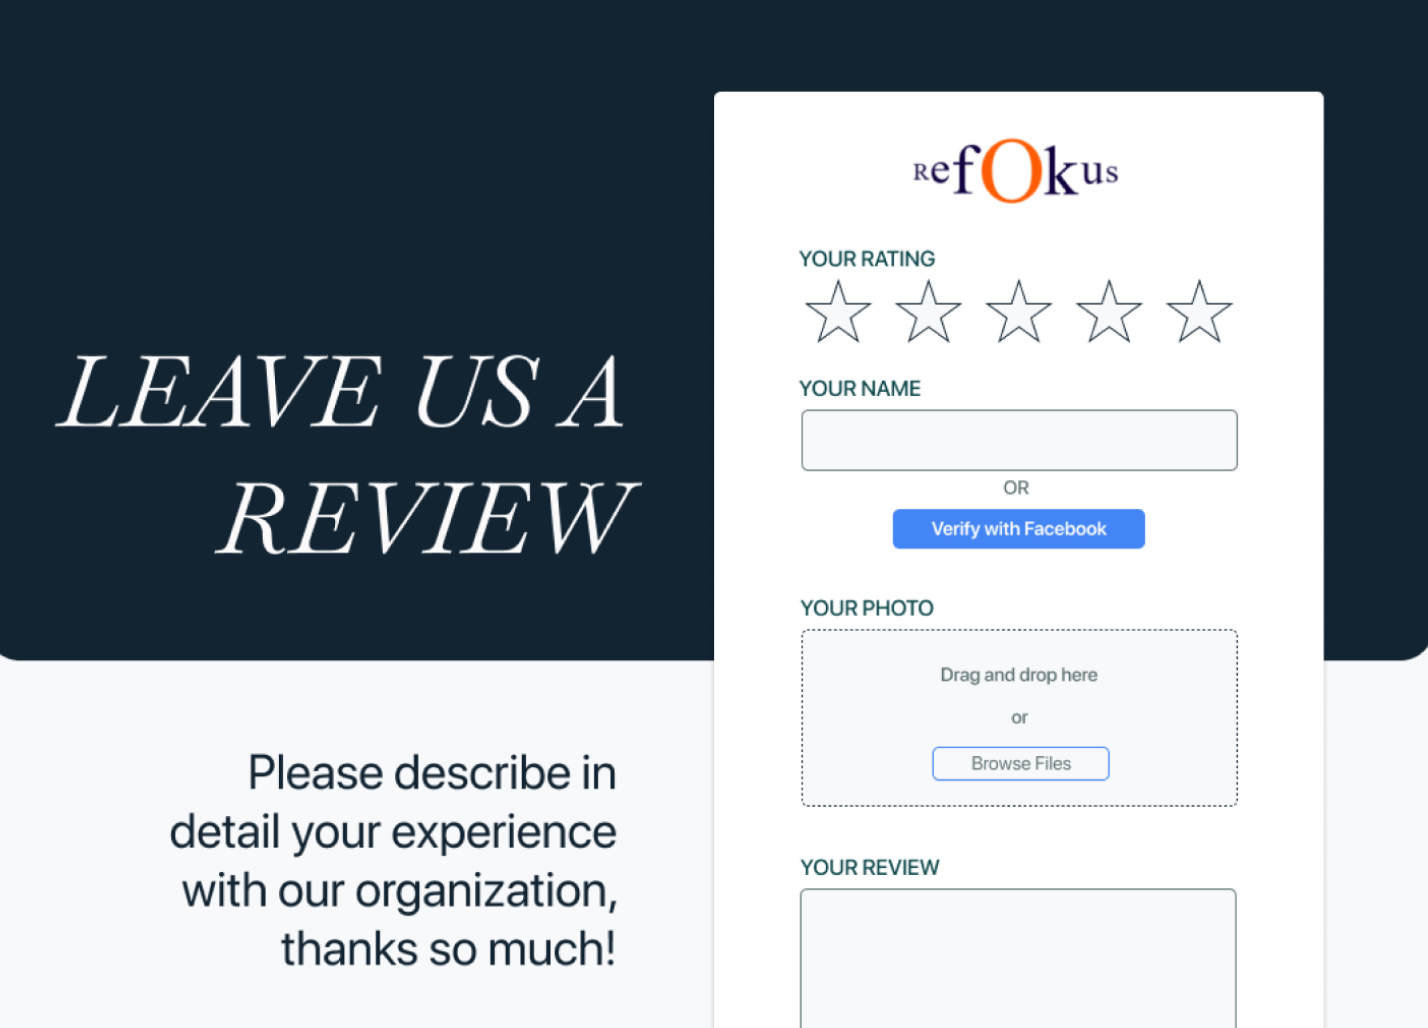 LEAVE US A
REVIEW
Please describe in
detail your experience
with our organization,
thanks so much!
Refokus
YOUR RATING
YOUR NAME
OR
Verify with Facebook
YOUR PHOTO
Drag and drop here
or
Browse Files
YOUR REVIEW